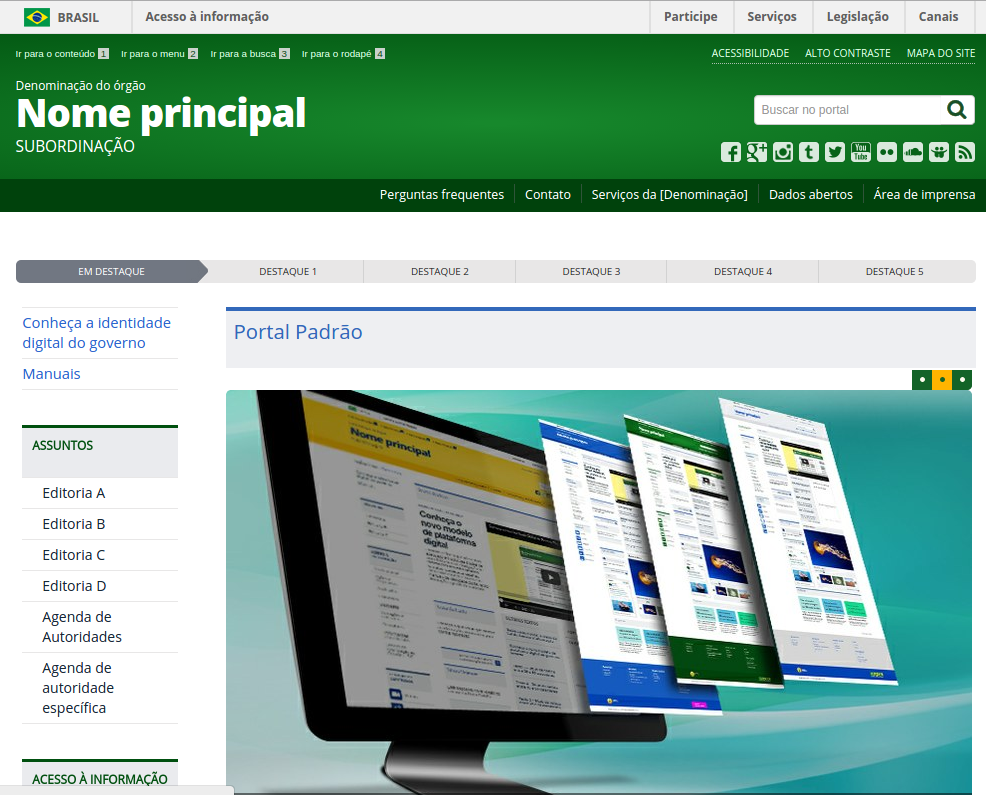 BRASIL
Acesso à informação
Participe
Serviços
Legislação
Canais
Ir para o conteúdo 1
Ir para o menu 2
Ir para a busca 3
Ir para o rodapé 4
ACESSIBILIDADE
ALTO CONTRASTE
MAPA DO SITE
Denominação do órgão
Nome principal
SUBORDINAÇÃO
Buscar no portal
You
Tube
Perguntas frequentes
Contato
Serviços da [Denominação]
Dados abertos
Área de imprensa
EM DESTAQUE
DESTAQUE 1
DESTAQUE 2
DESTAQUE 3
DESTAQUE 4
DESTAQUE 5
Conheça a identidade
digital do governo
Manuais
ASSUNTOS
Editoria A
Editoria B
Editoria C
Editoria D
Agenda de
Autoridades
Agenda de
autoridade
específica
ACESSO À INFORMAÇÃO
Portal Padrão
Nome principal
Conheça o
novo modelo
de plataforma
digital